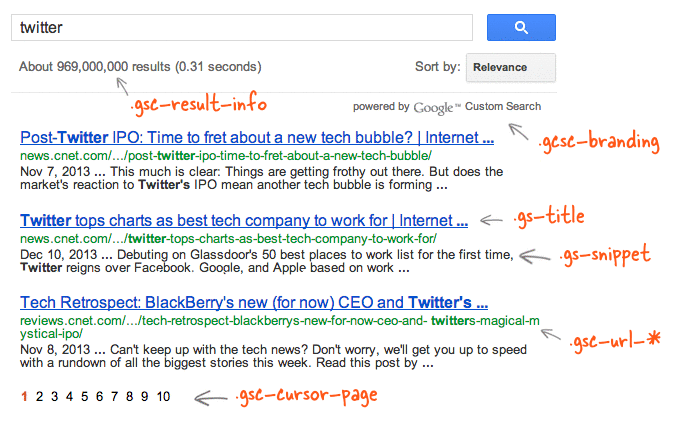 twitter
About 969,000,000 results (0.31 seconds)
Sort by: Relevance
.gsc-result-info
powered by Google™ Custom Search
.gcsc-branding
Post-Twitter IPO: Time to fret about a new tech bubble? | Internet ...
news.cnet.com/.../post-twitter-ipo-time-to-fret-about-a-new-tech-bubble/
Nov 7, 2013 ... This much is clear: Things are getting frothy out there. But does the
market's reaction to Twitter's IPO mean another tech bubble is forming ...
Twitter tops charts as best tech company to work for | Internet ...
.gs-title
news.cnet.com/.../twitter-tops-charts-as-best-tech-company-to-work-for/
Dec 10, 2013 ... Debuting on Glassdoor's 50 best places to work list for the first time,
.gs-snippet
Twitter reigns over Facebook. Google, and Apple based on work ...
Tech Retrospect: BlackBerry's new (for now) CEO and Twitter's ...
reviews.cnet.com/.../tech-retrospect-blackberrys-new-for-now-ceo-and- twitters-magical-m
ystical-ipo/
.gsc-url-*
Nov 8, 2013 ... Can't keep up with the tech news? Don't worry, we'll get you up to speed
with a rundown of all the biggest stories this week. Read this post by ...
1 2 3 4 5 6 7 8 9 10
.gsc-cursor-page